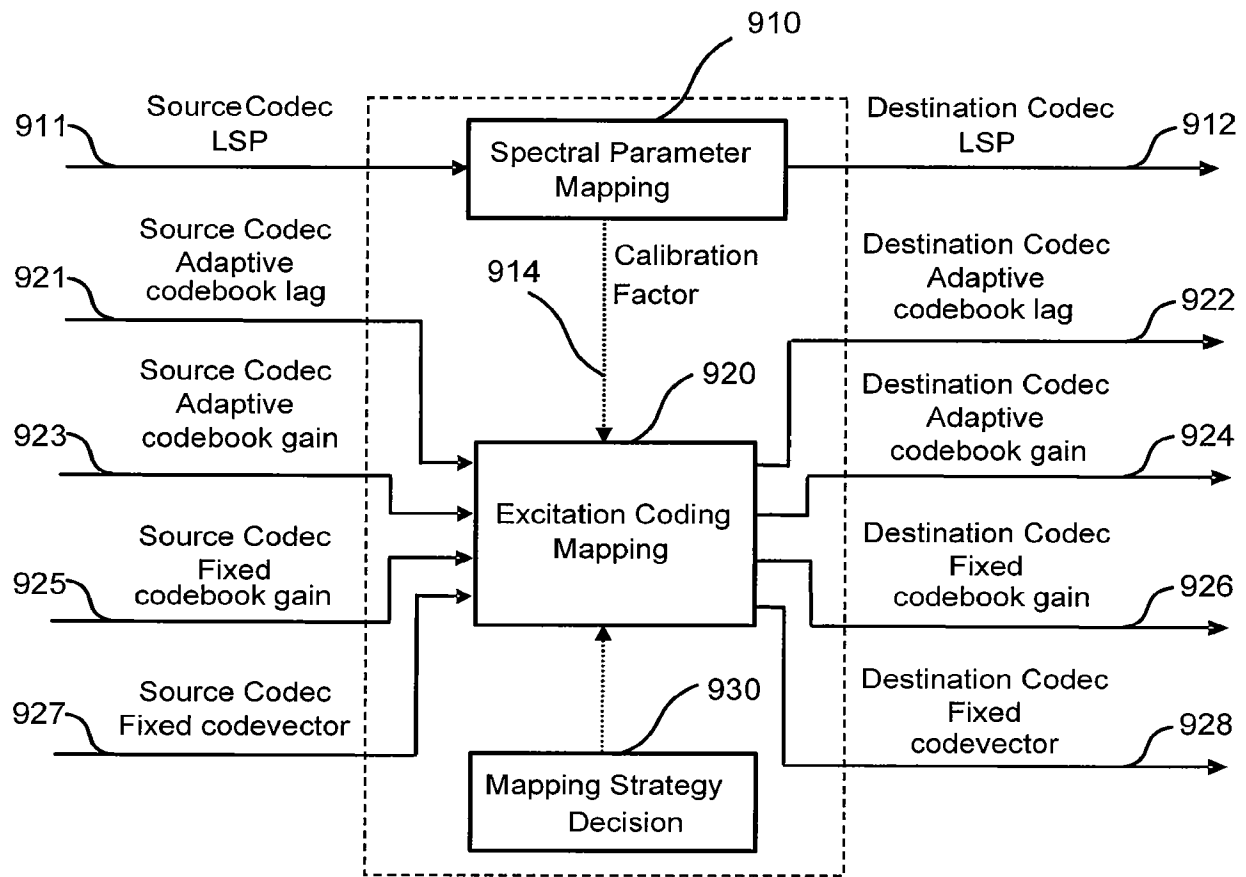 910
911
SourceCodec
LSP
Spectral Parameter
Mapping
Destination Codec
LSP
912
921
Source Codec
Adaptive
codebook lag
914
Calibration
Factor
Destination Codec
Adaptive
codebook lag
922
923
Source Codec
Adaptive
codebook gain
920
Destination Codec
Adaptive
codebook gain
924
Excitation Coding
Mapping
925
Source Codec
Fixed
codebook gain
Destination Codec
Fixed
codebook gain
926
927
Source Codec
Fixed codevector
930
Destination Codec
Fixed
codevector
928
Mapping Strategy
Decision